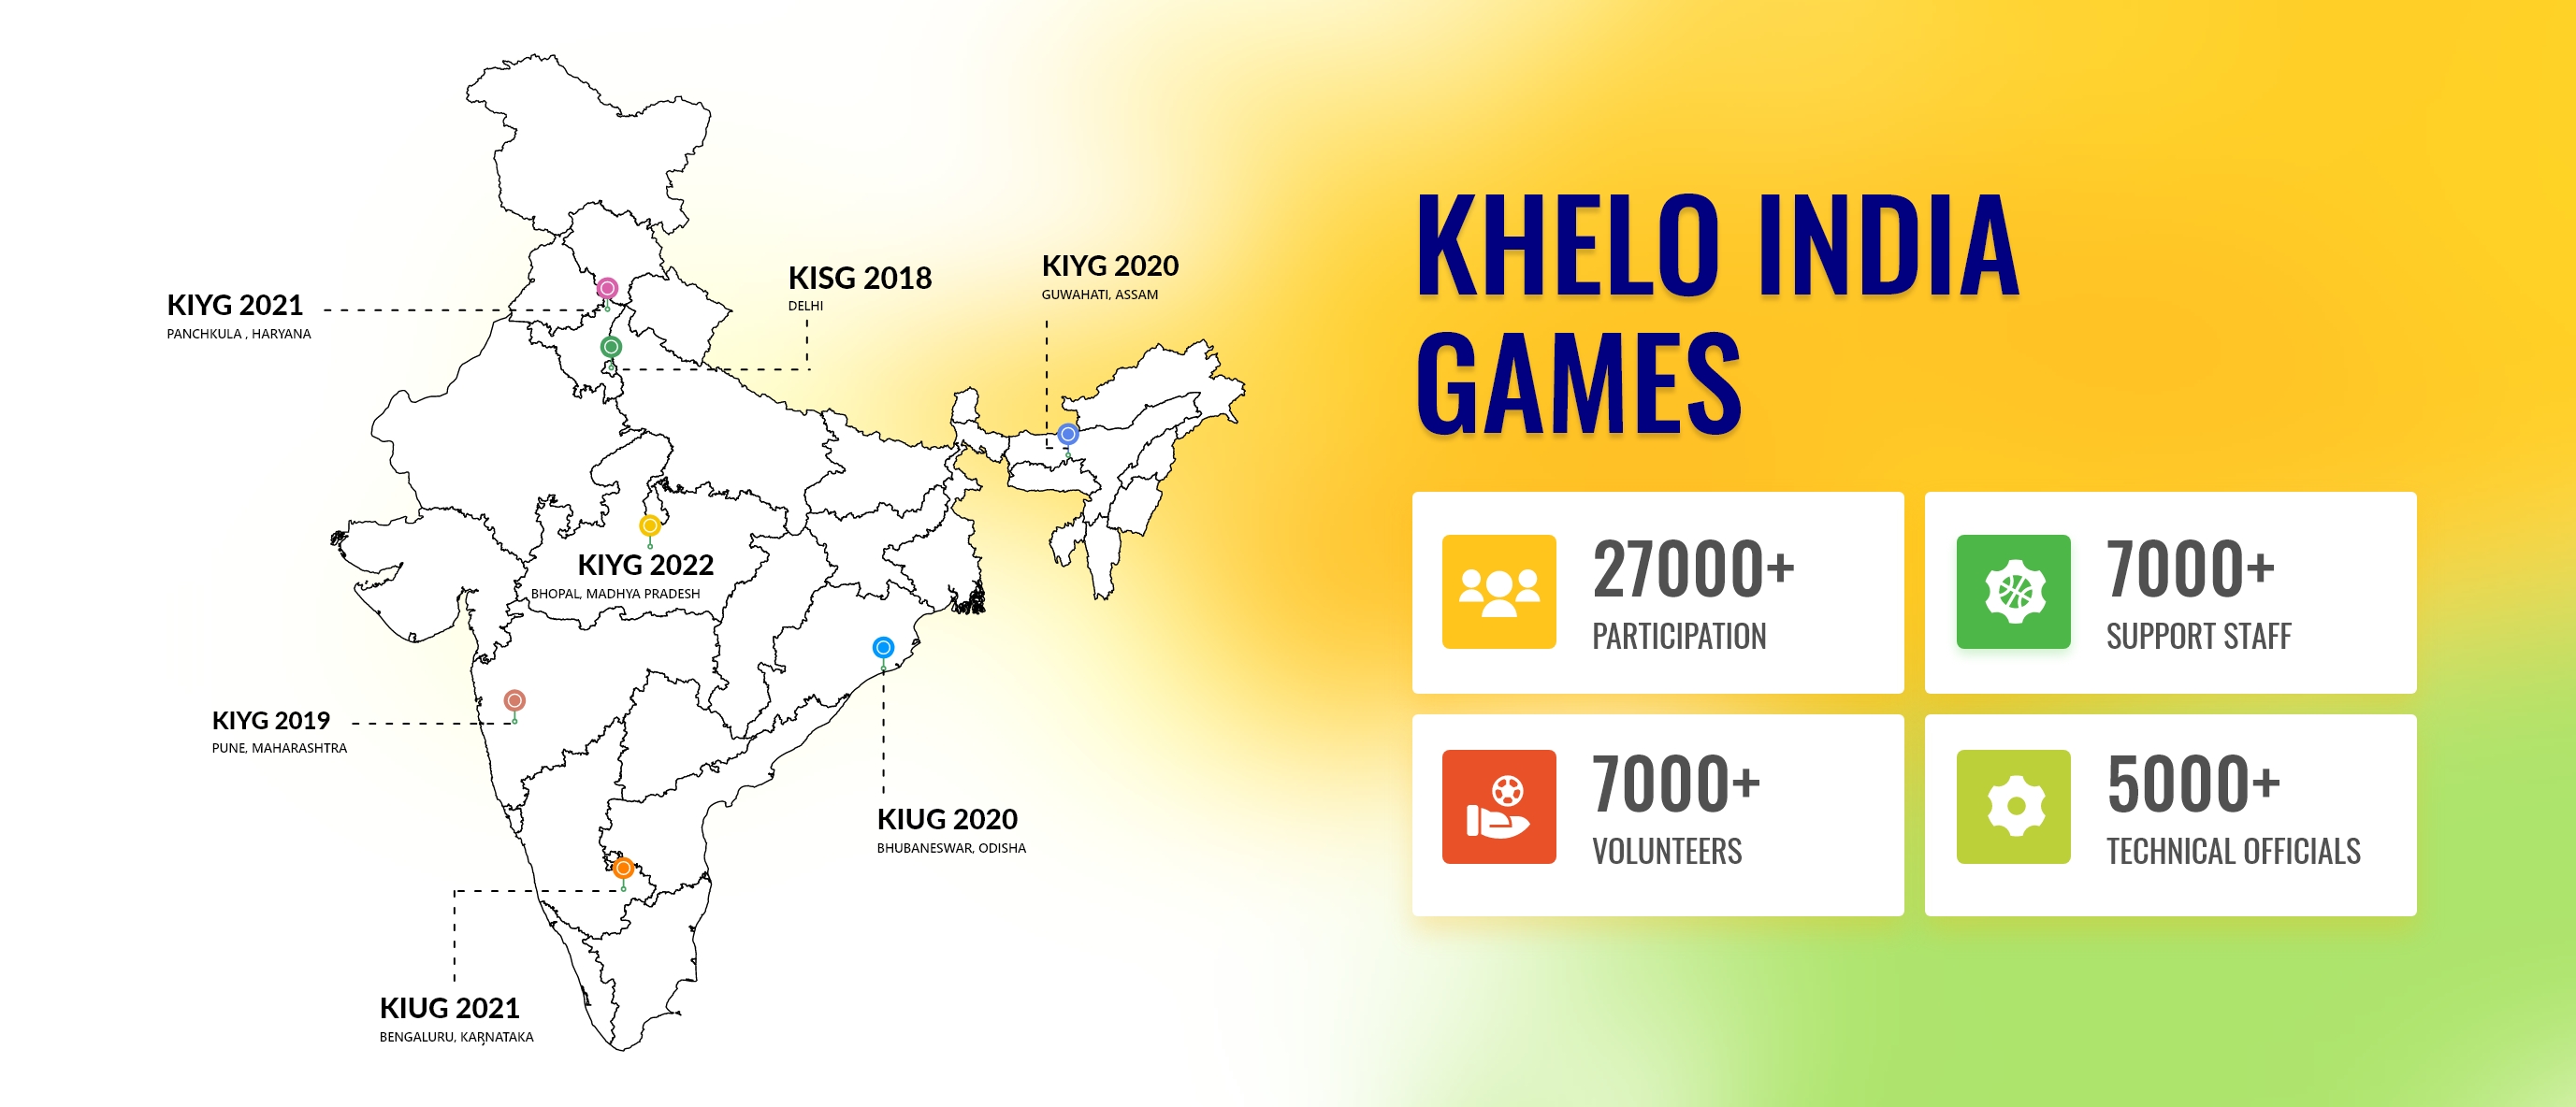 KISG 2018
DELHI
KIYG 2020
GUWAHATI, ASSAM
KIYG 2021
PANCHKULA , HARYANA
KIYG 2022
BHOPAL, MADHYA PRADESH
KIYG 2019
PUNE, MAHARASHTRA
KIUG 2020
BHUBANESWAR, ODISHA
KIUG 2021
BENGALURU, KARNATAKA
KHELO INDIA
GAMES
27000+
PARTICIPATION
7000+
SUPPORT STAFF
7000+
VOLUNTEERS
5000+
TECHNICAL OFFICIALS